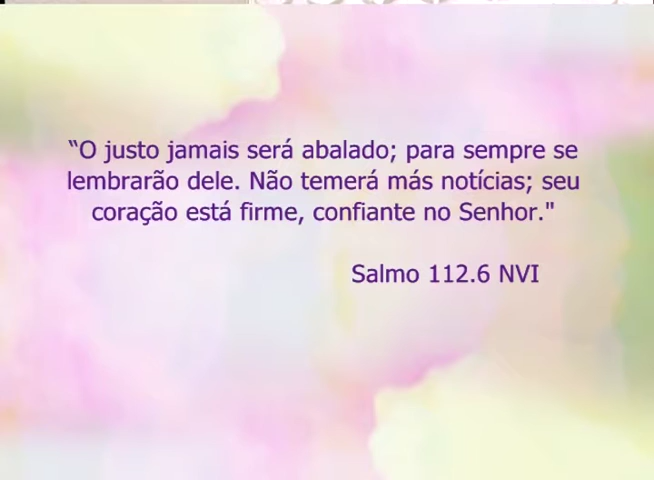 “O justo jamais será abalado; para sempre se
lembrarão dele. Não temerá más notícias; seu
coração está firme, confiante no Senhor."
Salmo 112.6 NVI